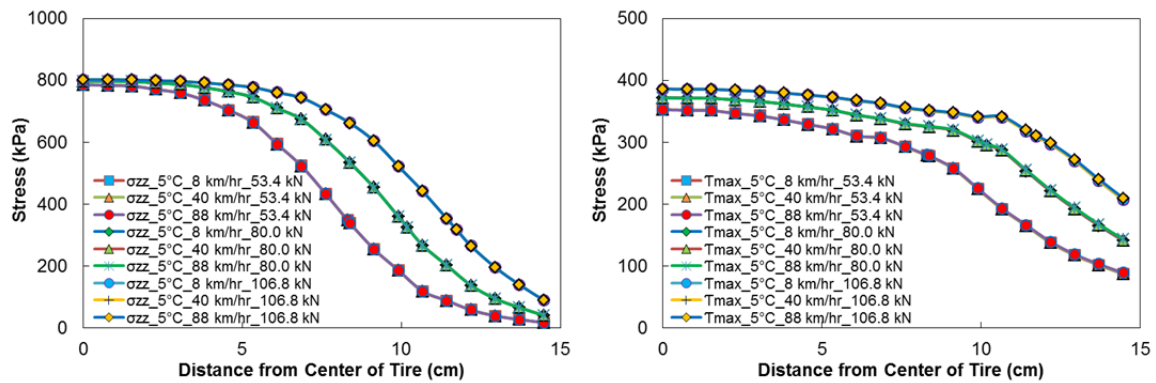 1000
800
600
400
200
0
Stress (kPa)
σzz_5°C_8 km/hr_53.4 kN
σzz_5°C_40 km/hr_53.4 kN
σzz_5°C_88 km/hr_53.4 kN
σzz_5°C_8 km/hr_80.0 kN
σzz_5°C_40 km/hr_80.0 kN
σzz_5°C_88 km/hr_80.0 kN
σzz_5°C_8 km/hr_106.8 kN
σzz_5°C_40 km/hr_106.8 kN
σzz_5°C_88 km/hr_106.8 kN
0 5 10 15
Distance from Center of Tire (cm)
500
400
300
200
100
0
Stress (kPa)
Tmax_5°C_8 km/hr_53.4 kN
Tmax_5°C_40 km/hr_53.4 kN
Tmax_5°C_88 km/hr_53.4 kN
Tmax_5°C_8 km/hr_80.0 kN
Tmax_5°C_40 km/hr_80.0 kN
Tmax_5°C_88 km/hr_80.0 kN
Tmax_5°C_8 km/hr_106.8 kN
Tmax_5°C_40 km/hr_106.8 kN
Tmax_5°C_88 km/hr_106.8 kN
0 5 10 15
Distance from Center of Tire (cm)